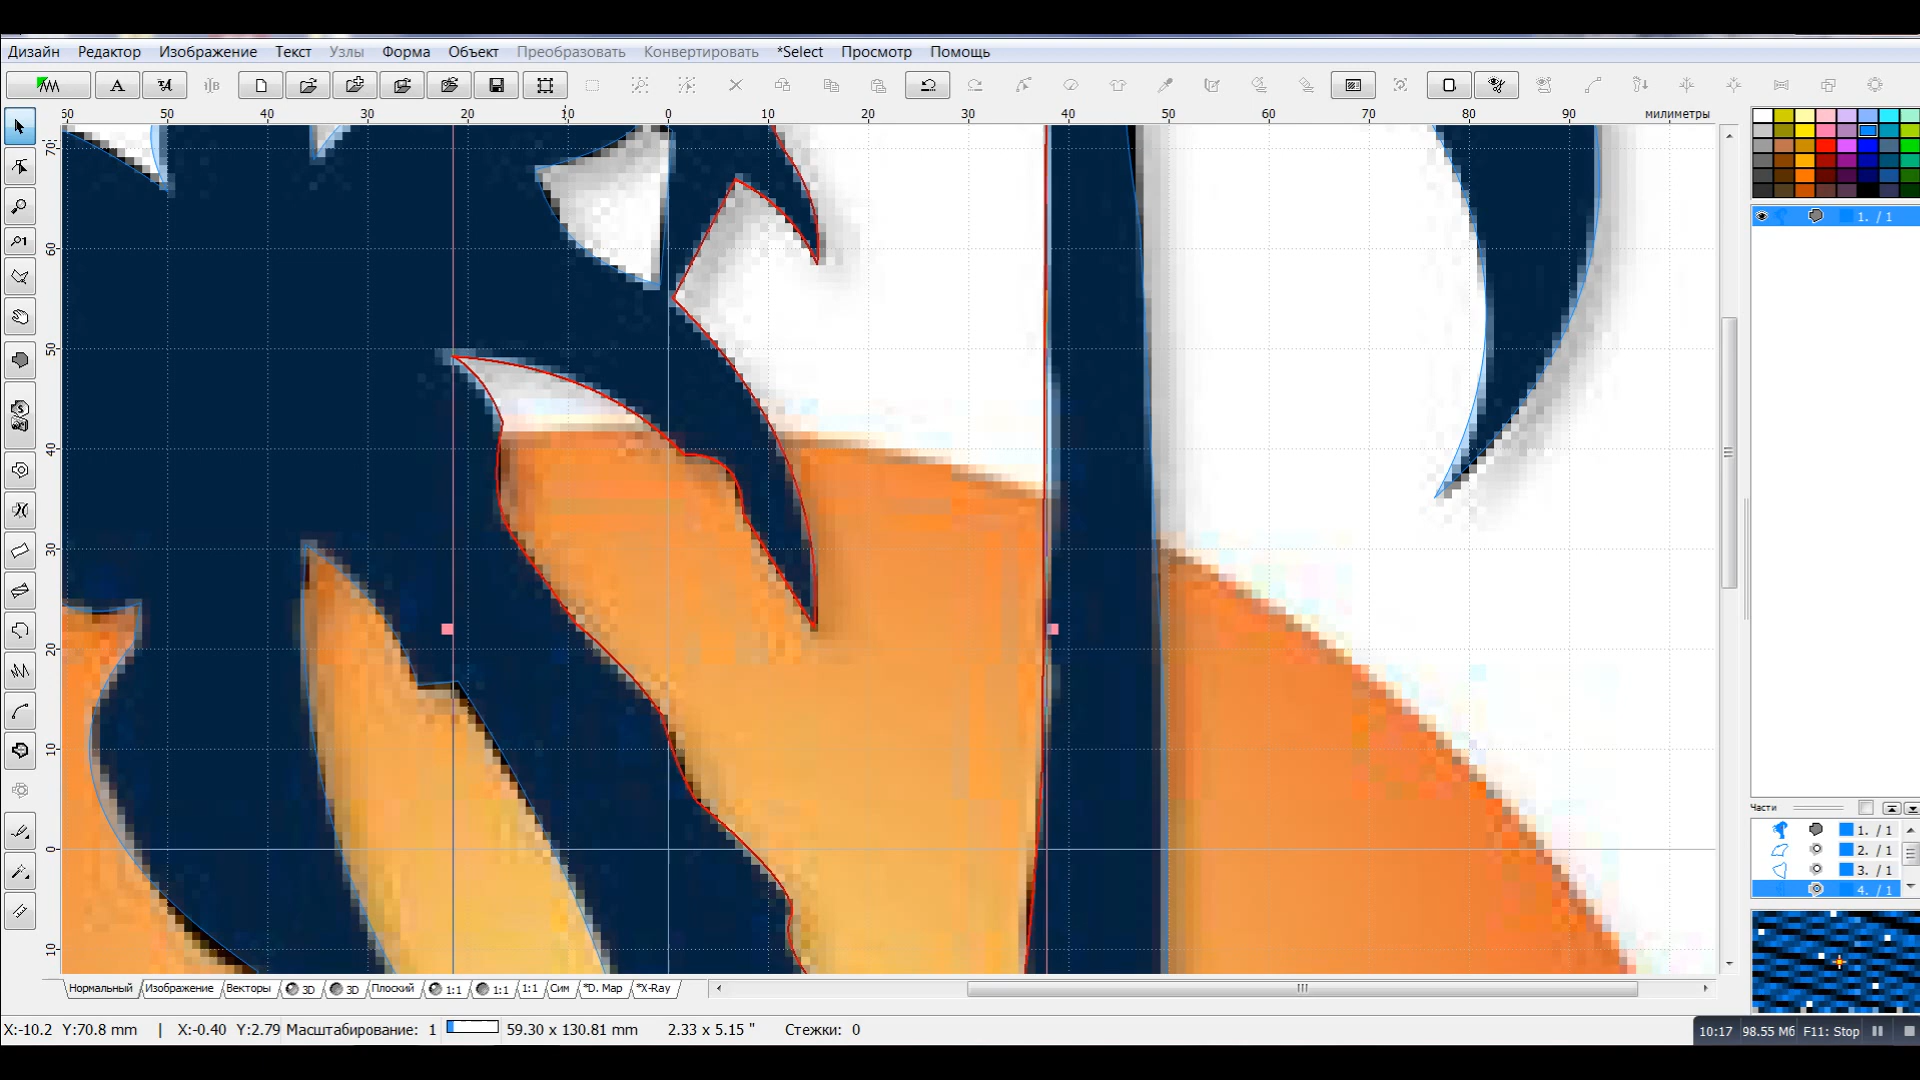 Дизайн Редактор Изображение Текст Узлы Форма Объект Преобразовать Конвертировать *Select Просмотр Помощь
50 50 40 30 20 10 0 10 20 30 40 50 60 70 80 90 милиметры
70
60
50
40
30
20
10
0
10
1. / 1
Части
1. / 1
2. / 1
3. / 1
4. / 1
Нормальный Изображение Векторы 3D 3D Плоский 1:1 1:1 1:1 Сим *D. Map *X-Ray
X:-10.2 Y:70.8 mm | X:-0.40 Y:2.79 Масштабирование: 1 59.30 x 130.81 mm 2.33 x 5.15 " Стежки: 0
10:17 98.55 Мб F11: Stop